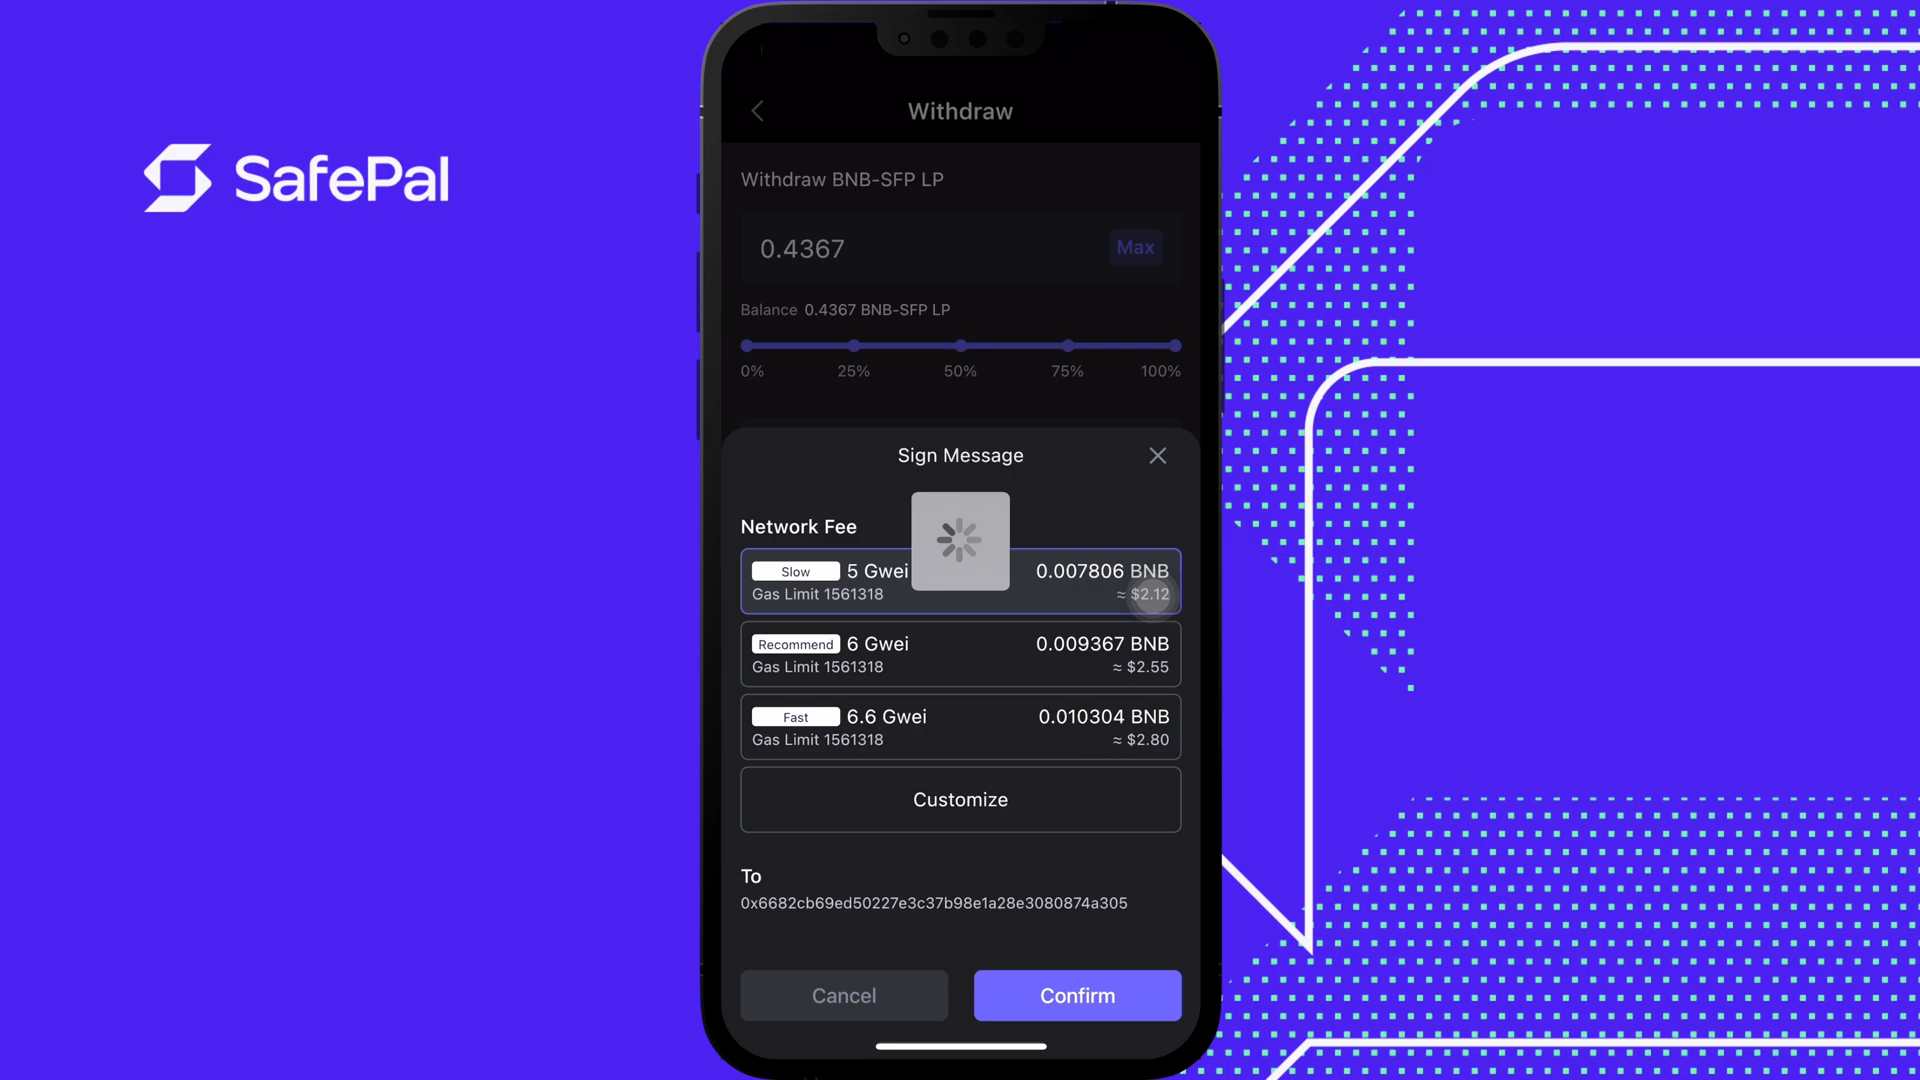 SafePal
Withdraw
Withdraw BNB-SFP LP
0.4367
Max
Balance 0.4367 BNB-SFP LP
0% 25% 50% 75% 100%
Sign Message
Network Fee
Slow 5 Gwei 0.007806 BNB
Gas Limit 1561318 ≈ $2.12
Recommend 6 Gwei 0.009367 BNB
Gas Limit 1561318 ≈ $2.55
Fast 6.6 Gwei 0.010304 BNB
Gas Limit 1561318 ≈ $2.80
Customize
To
0x6682cb69ed50227e3c37b98e1a28e3080874a305
Cancel Confirm